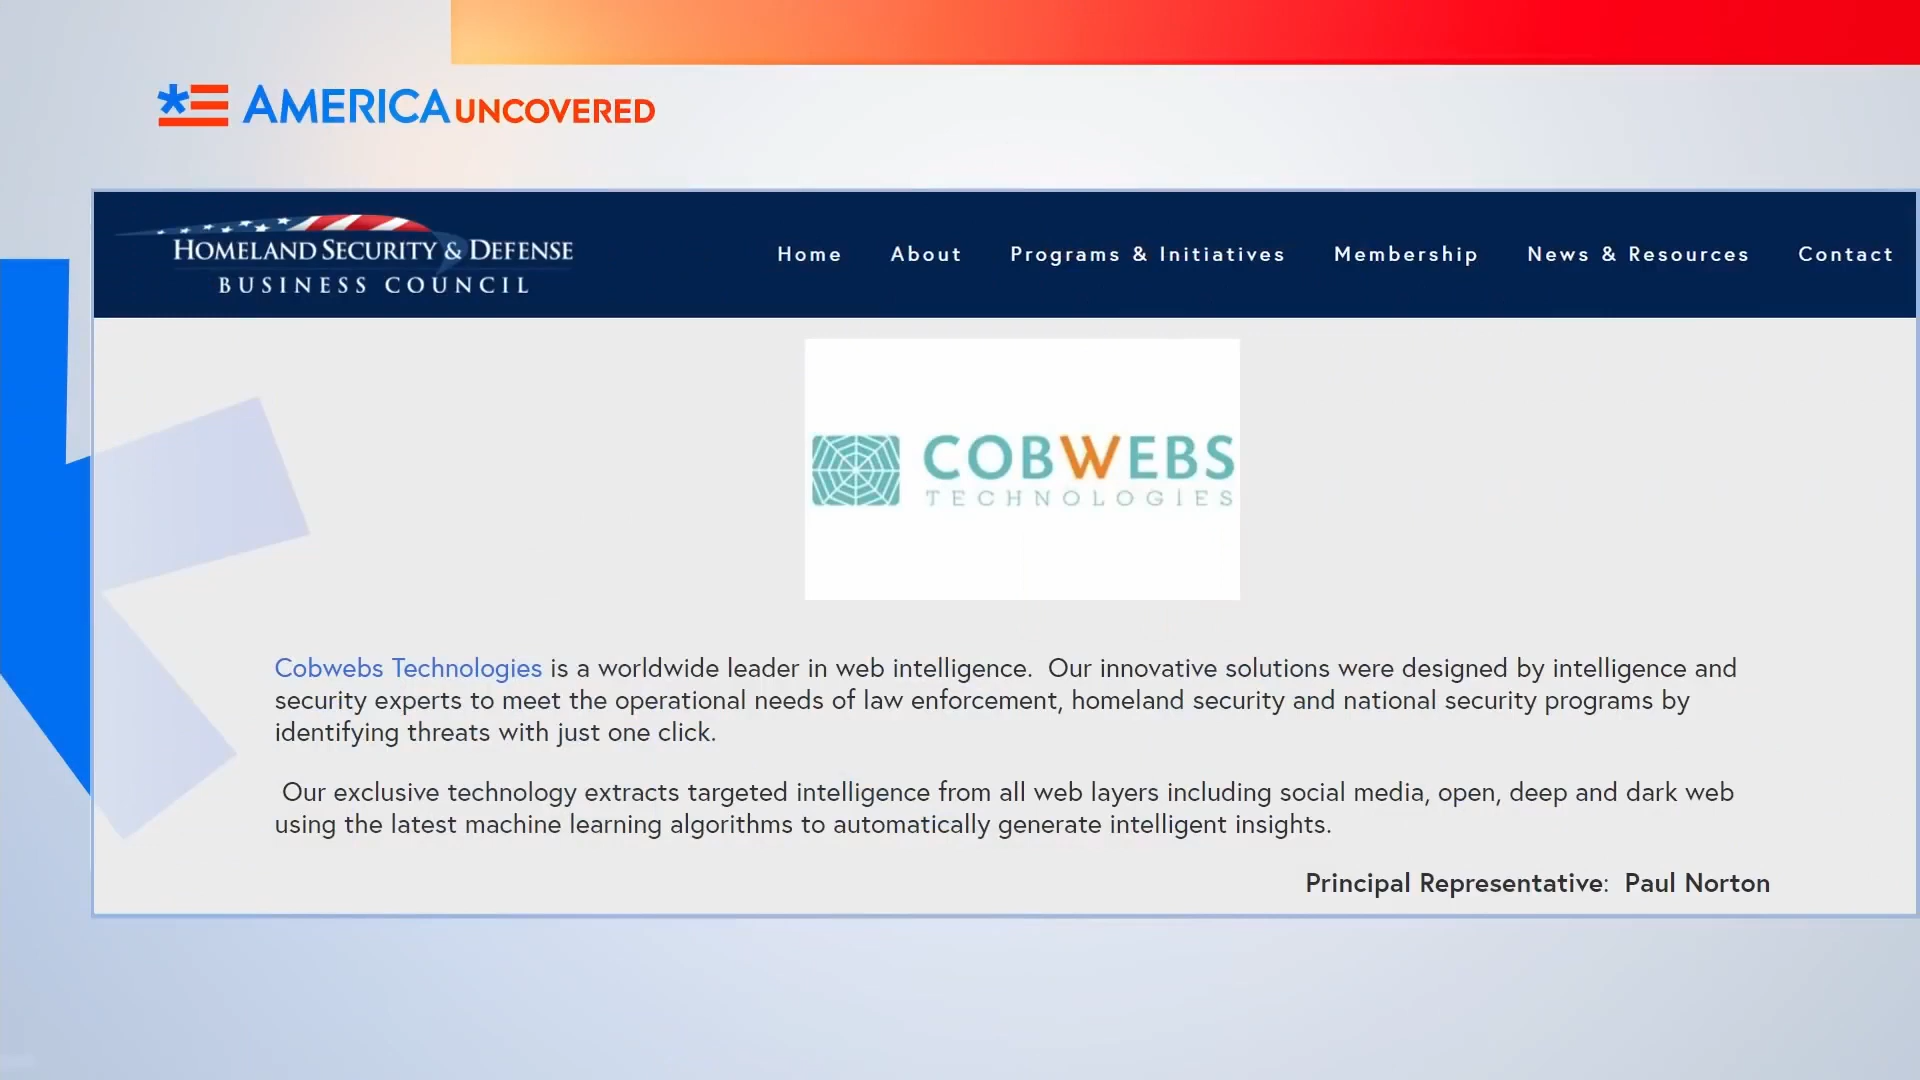 AMERICA UNCOVERED
HOMELAND SECURITY & DEFENSE
BUSINESS COUNCIL
Home About Programs & Initiatives Membership News & Resources Contact
COBWEBS
TECHNOLOGIES
Cobwebs Technologies is a worldwide leader in web intelligence. Our innovative solutions were designed by intelligence and
security experts to meet the operational needs of law enforcement, homeland security and national security programs by
identifying threats with just one click.
Our exclusive technology extracts targeted intelligence from all web layers including social media, open, deep and dark web
using the latest machine learning algorithms to automatically generate intelligent insights.
Principal Representative: Paul Norton